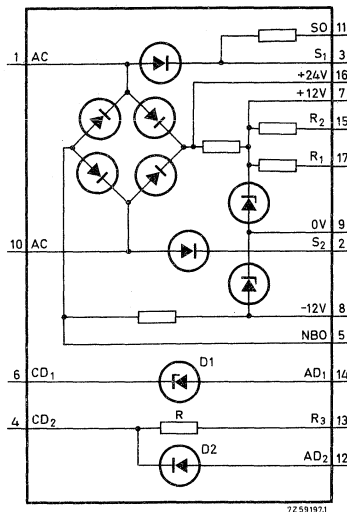 SO 11
1 AC S1 3
+24V 16
+12V 7
R2 15
R1 17
0V 9
10 AC S2 2
-12V 8
NBO 5
6 CD1 D1 AD1 14
4 CD2 R R3 13
D2 AD2 12
7Z59197.1